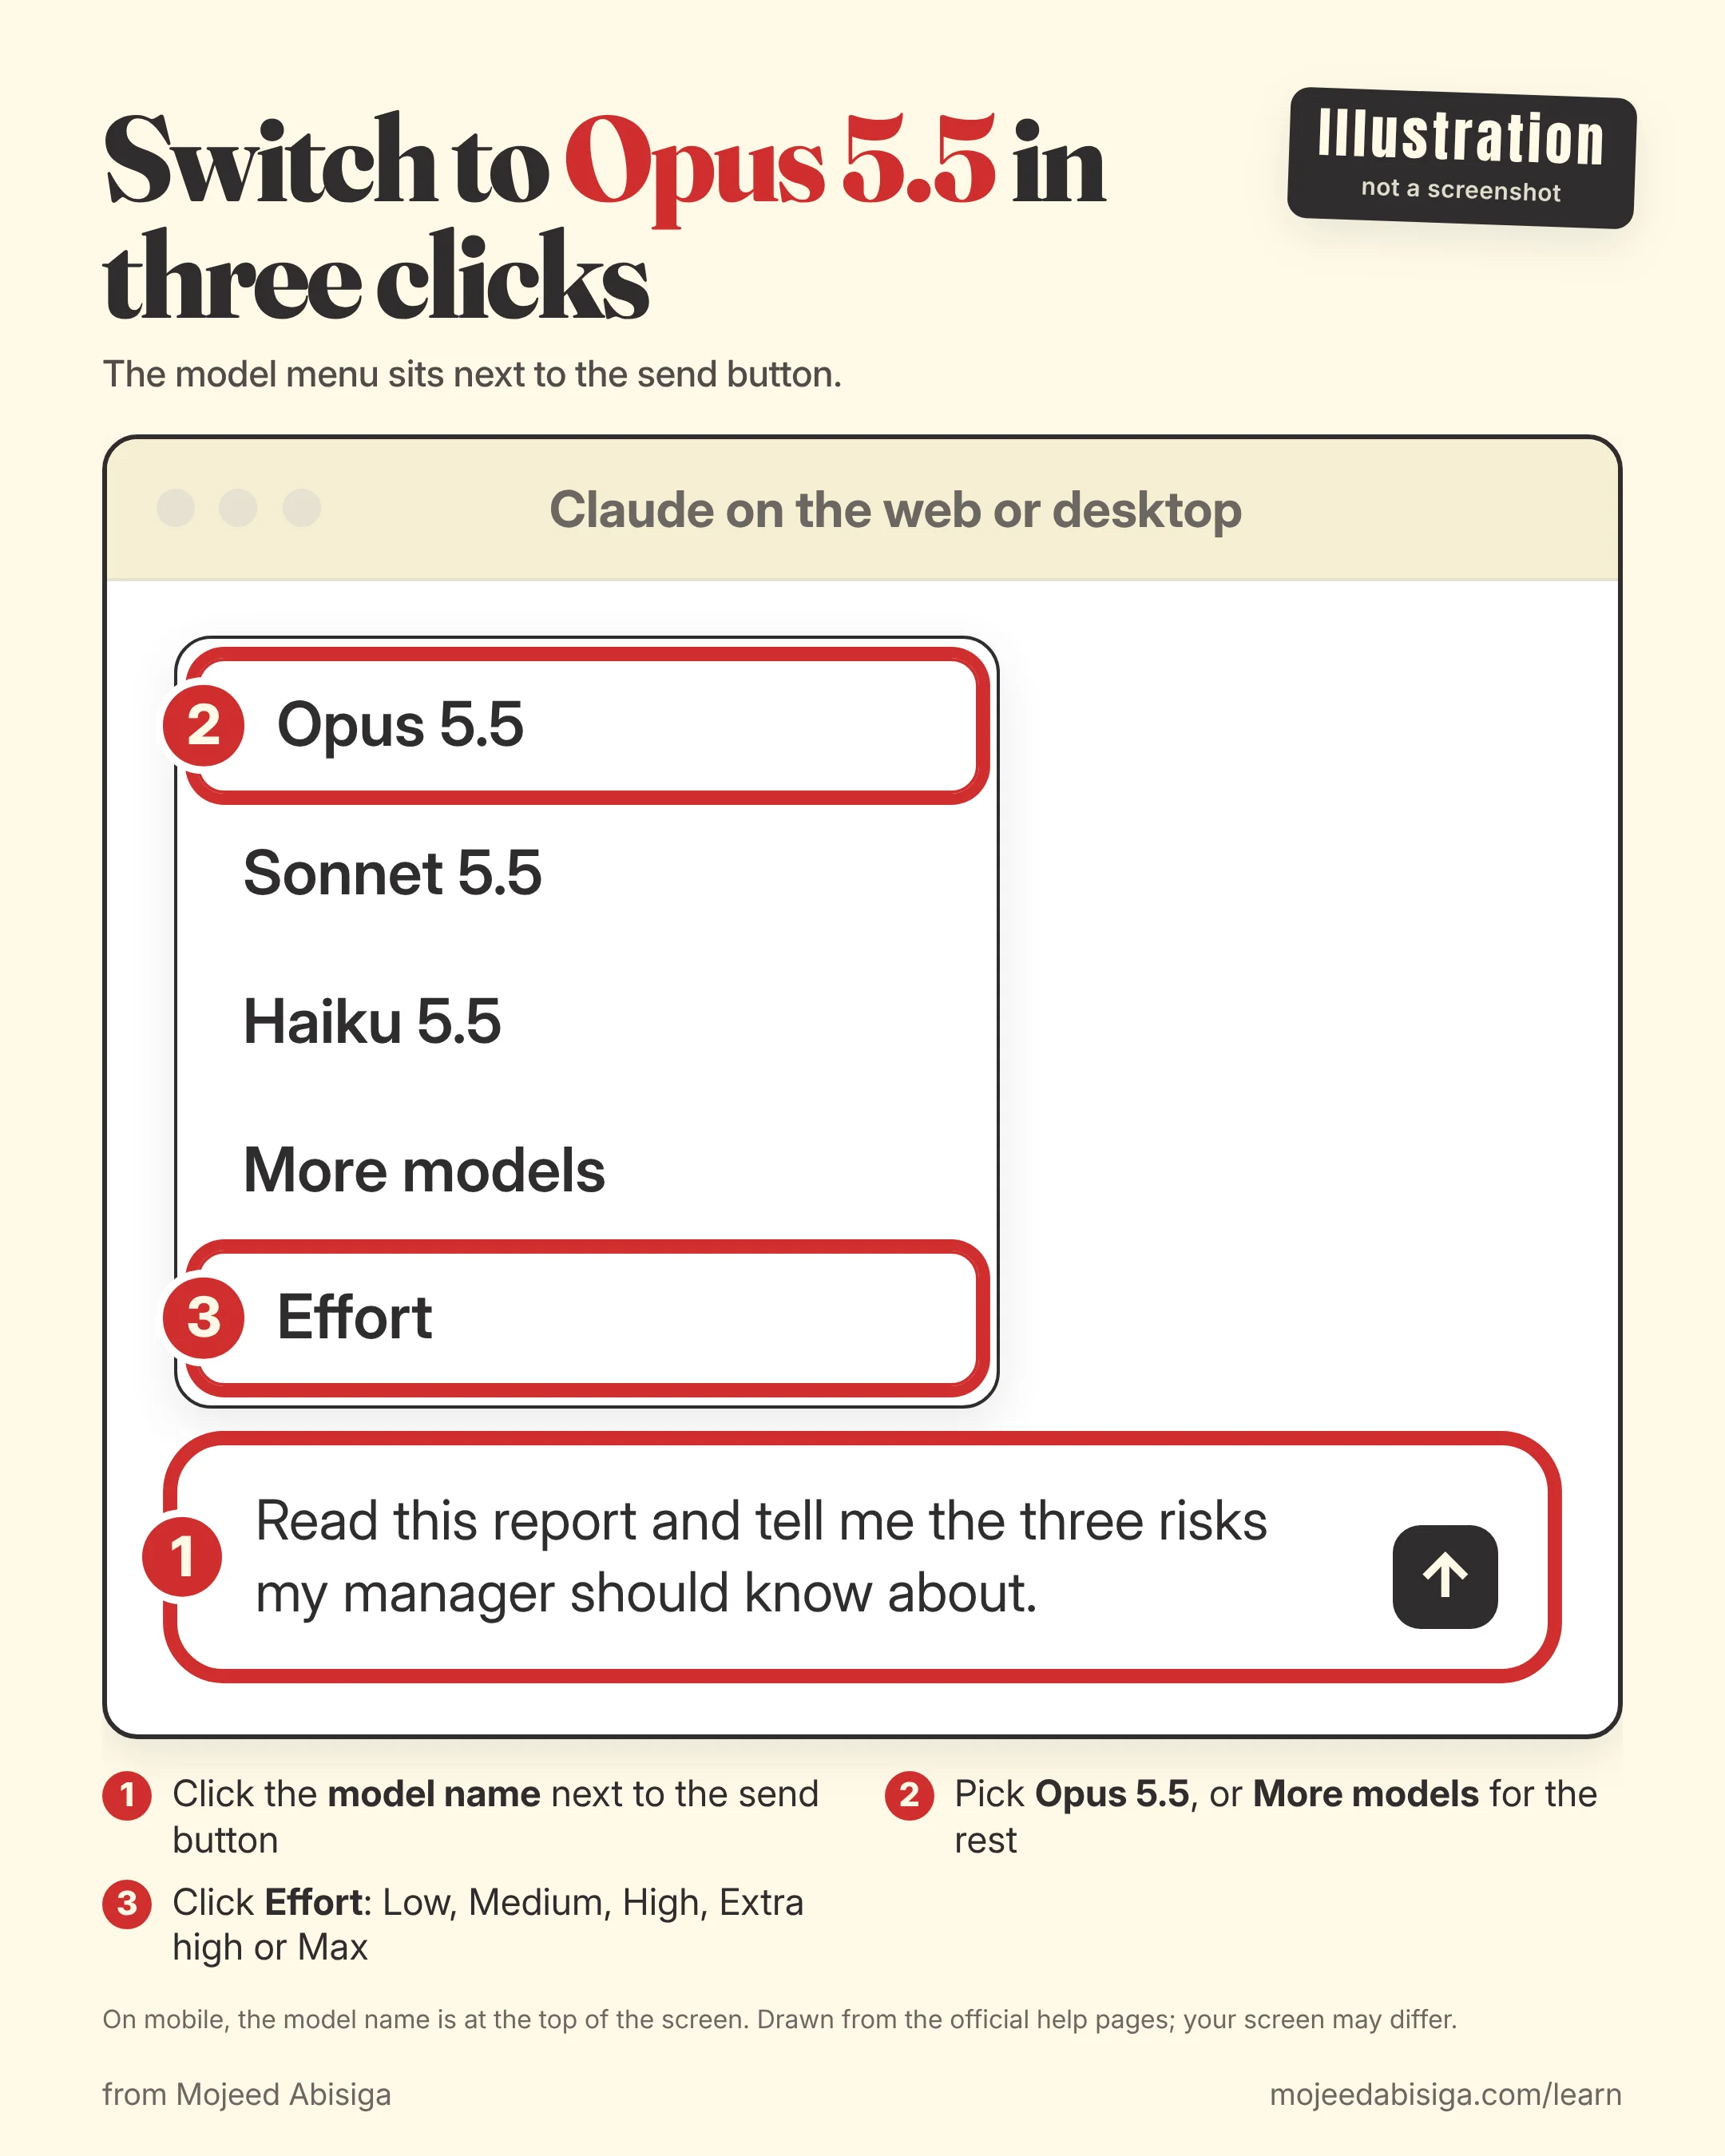 Switch to Opus 5.5 in
three clicks
Illustration
not a screenshot
The model menu sits next to the send button.
Claude on the web or desktop
2 Opus 5.5
Sonnet 5.5
Haiku 5.5
More models
3 Effort
1 Read this report and tell me the three risks
my manager should know about.
1 Click the model name next to the send
button
2 Pick Opus 5.5, or More models for the
rest
3 Click Effort: Low, Medium, High, Extra
high or Max
On mobile, the model name is at the top of the screen. Drawn from the official help pages; your screen may differ.
from Mojeed Abisiga
mojeedabisiga.com/learn